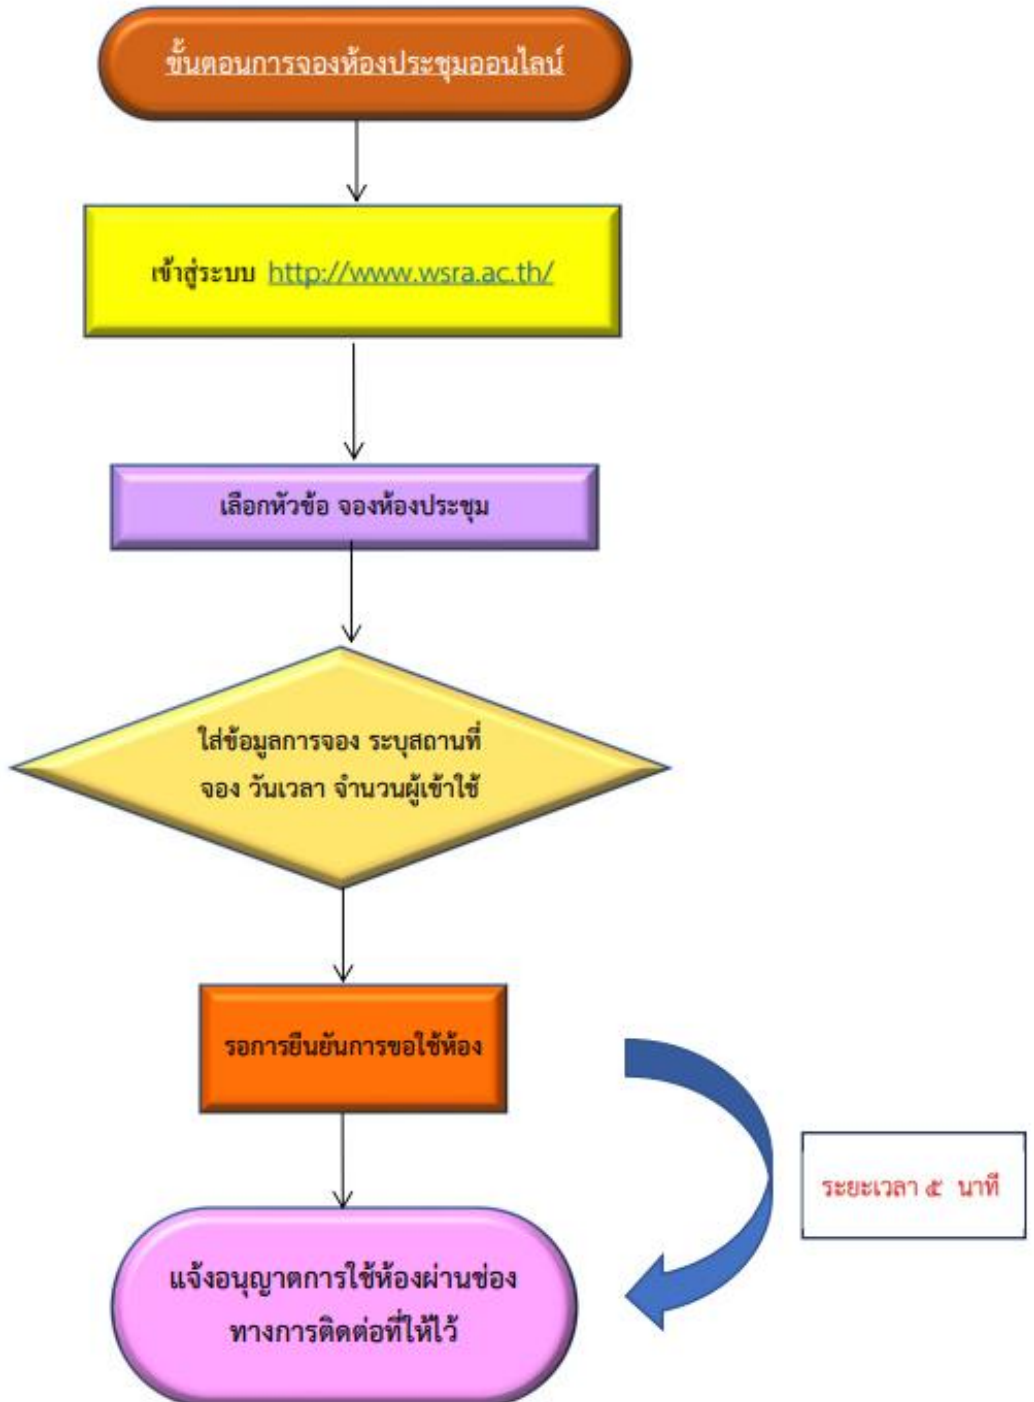 ขั้นตอนการจองห้องประชุมออนไลน์
เข้าสู่ระบบ http://www.wsra.ac.th/
เลือกหัวข้อ จองห้องประชุม
ใส่ข้อมูลการจอง ระบุสถานที่
จอง วันเวลา จำนวนผู้เข้าใช้
รอการยืนยันการขอใช้ห้อง
ระยะเวลา ๕ นาที
แจ้งอนุญาตการใช้ห้องผ่านช่อง
ทางการติดต่อที่ให้ไว้